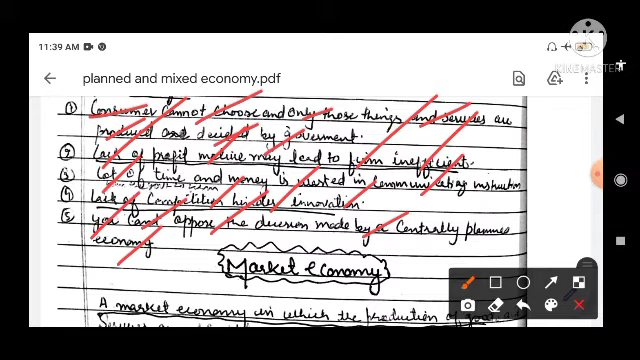 11:39 AM
KINEMASTER
planned and mixed economy.pdf
① Consumer cannot choose and only those things and services are
produced and decided by goverment.
② Lack of profit motive may lead to firm inefficient.
③ Lot of time and money is wasted in communicating instruction
④ Lack of Competition hinder innovation.
⑤ you can't oppose the decision made by a Centrally planned
economy
Market economy
A market economy in which the production of goods